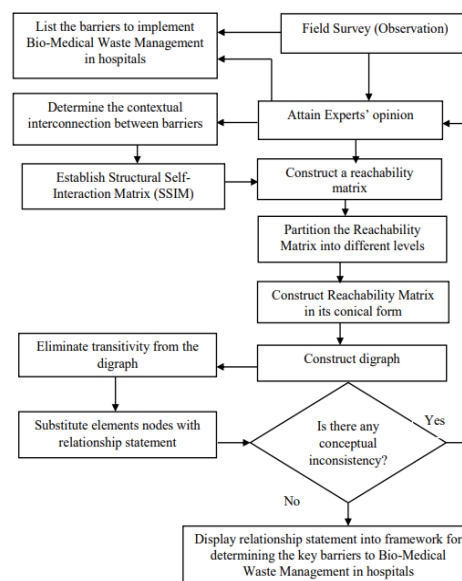 List the barriers to implement
Bio-Medical Waste Management
in hospitals
Field Survey (Observation)
Determine the contextual
interconnection between barriers
Attain Experts' opinion
Establish Structural Self-
Interaction Matrix (SSIM)
Construct a reachability
matrix
Partition the Reachability
Matrix into different levels
Construct Reachability Matrix
in its conical form
Eliminate transitivity from the
digraph
Construct digraph
Substitute elements nodes with
relationship statement
Is there any
conceptual
inconsistency?
Yes
No
Display relationship statement into framework for
determining the key barriers to Bio-Medical
Waste Management in hospitals